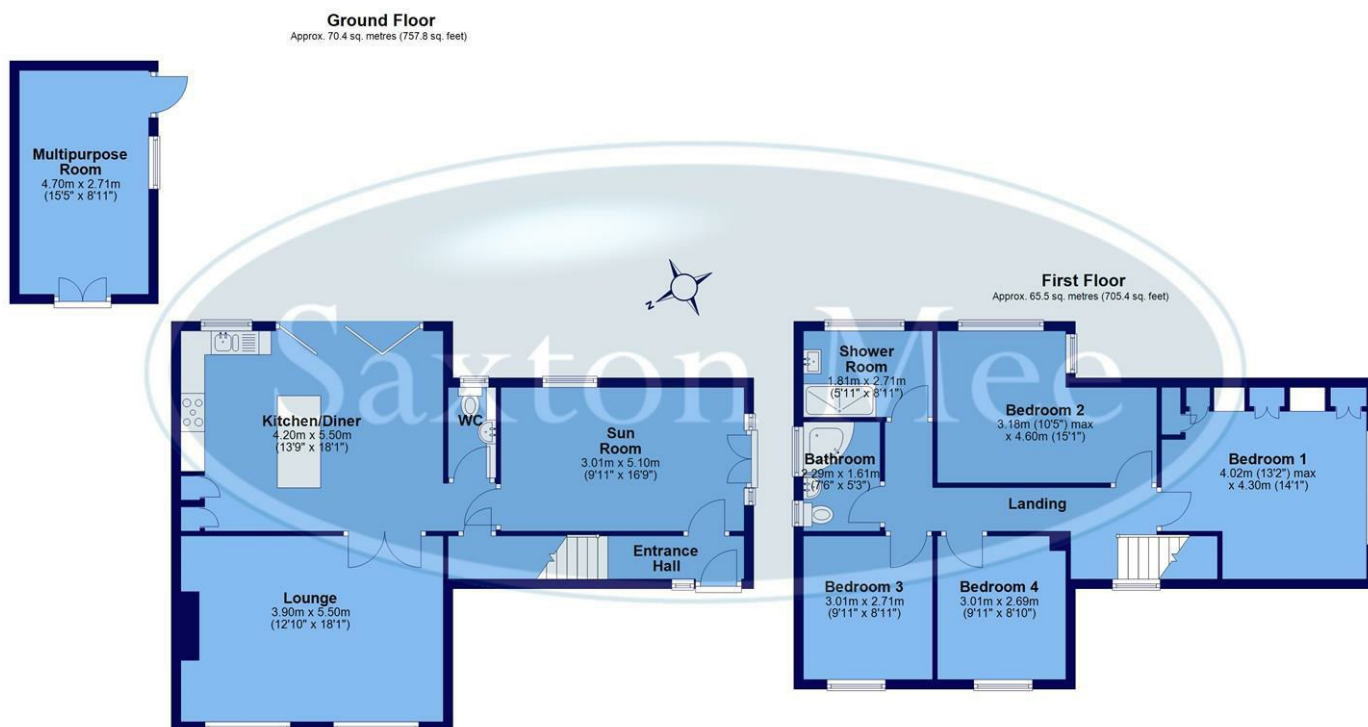 Ground Floor
Approx. 70.4 sq. metres (757.8 sq. feet)
Multipurpose
Room
4.70m x 2.71m
(15'5" x 8'11")
First Floor
Approx. 65.5 sq. metres (705.4 sq. feet)
N
Saxton Mee
Kitchen/Diner
4.20m x 5.50m
(13'9" x 18'1")
WC
Sun
Room
3.01m x 5.10m
(9'11" x 16'9")
Entrance
Hall
Lounge
3.90m x 5.50m
(12'10" x 18'1")
Shower
Room
1.81m x 2.71m
(5'11" x 8'11")
Bedroom 2
3.18m (10'5") max
x 4.60m (15'1")
Bathroom
2.29m x 1.61m
(7'6" x 5'3")
Bedroom 1
4.02m (13'2") max
x 4.30m (14'1")
Landing
Bedroom 3
3.01m x 2.71m
(9'11" x 8'11")
Bedroom 4
3.01m x 2.69m
(9'11" x 8'10")